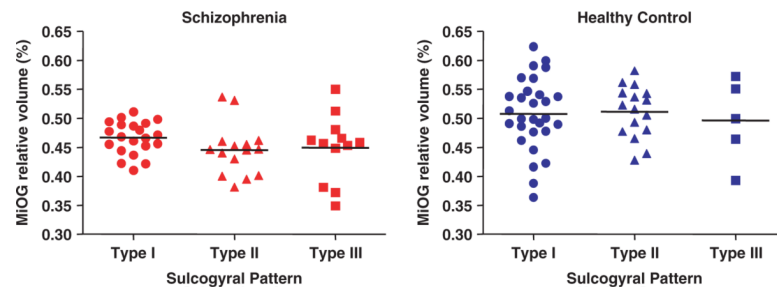 Schizophrenia
MiOG relative volume (%)
0.65
0.60
0.55
0.50
0.45
0.40
0.35
0.30
Type I Type II Type III
Sulcogyral Pattern
Healthy Control
MiOG relative volume (%)
0.65
0.60
0.55
0.50
0.45
0.40
0.35
0.30
Type I Type II Type III
Sulcogyral Pattern